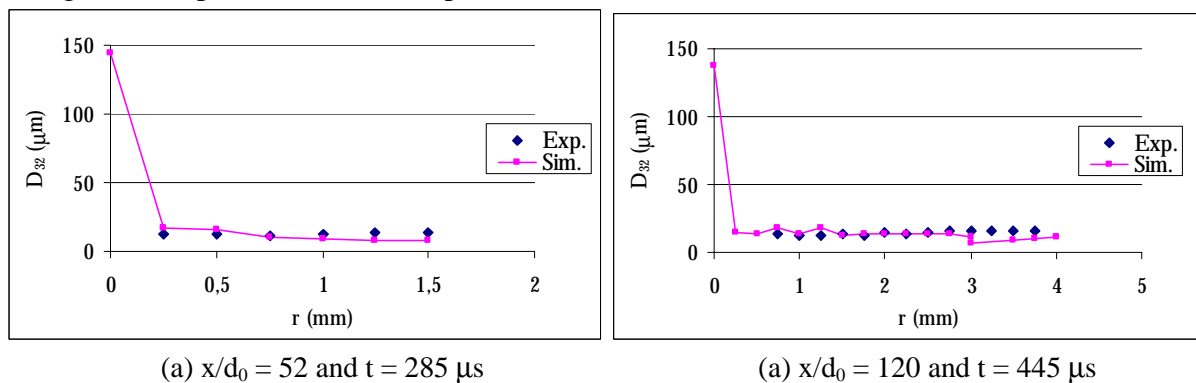 150
100
50
0
D32 (μm)
0
0,5
1
1,5
2
r (mm)
Exp.
Sim.
(a) x/d0 = 52 and t = 285 μs
150
100
50
0
D32 (μm)
0
1
2
3
4
5
r (mm)
Exp.
Sim.
(a) x/d0 = 120 and t = 445 μs